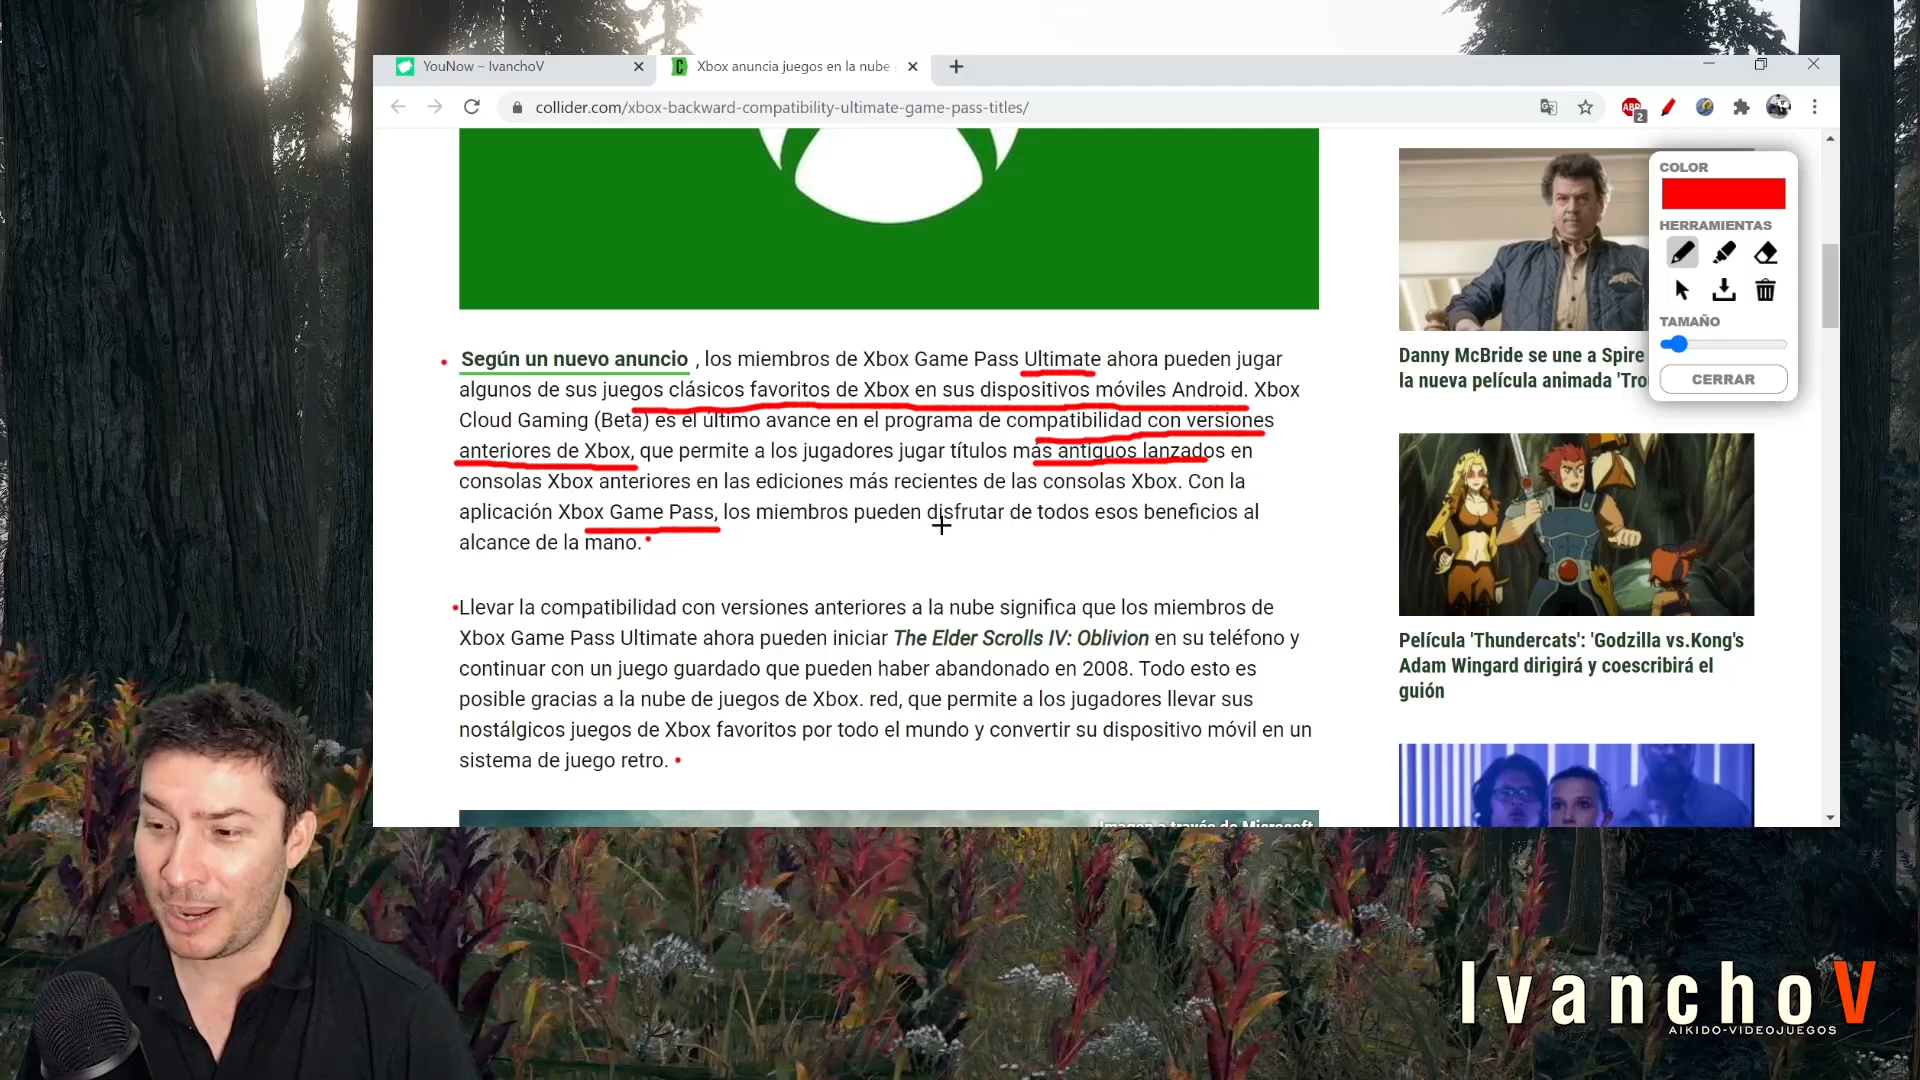 YouNow – IvanchoV
Xbox anuncia juegos en la nube
collider.com/xbox-backward-compatibility-ultimate-game-pass-titles/
ABP
2
COLOR
HERRAMIENTAS
TAMAÑO
CERRAR
Según un nuevo anuncio , los miembros de Xbox Game Pass Ultimate ahora pueden jugar
algunos de sus juegos clásicos favoritos de Xbox en sus dispositivos móviles Android. Xbox
Cloud Gaming (Beta) es el último avance en el programa de compatibilidad con versiones
anteriores de Xbox, que permite a los jugadores jugar títulos más antiguos lanzados en
consolas Xbox anteriores en las ediciones más recientes de las consolas Xbox. Con la
aplicación Xbox Game Pass, los miembros pueden disfrutar de todos esos beneficios al
alcance de la mano.
Llevar la compatibilidad con versiones anteriores a la nube significa que los miembros de
Xbox Game Pass Ultimate ahora pueden iniciar The Elder Scrolls IV: Oblivion en su teléfono y
continuar con un juego guardado que pueden haber abandonado en 2008. Todo esto es
posible gracias a la nube de juegos de Xbox. red, que permite a los jugadores llevar sus
nostálgicos juegos de Xbox favoritos por todo el mundo y convertir su dispositivo móvil en un
sistema de juego retro.
Imagen a través de Microsoft
Danny McBride se une a Spire
la nueva película animada 'Tro
Película 'Thundercats': 'Godzilla vs.Kong's
Adam Wingard dirigirá y coescribirá el
guión
IvanchoV
AIKIDO-VIDEOJUEGOS